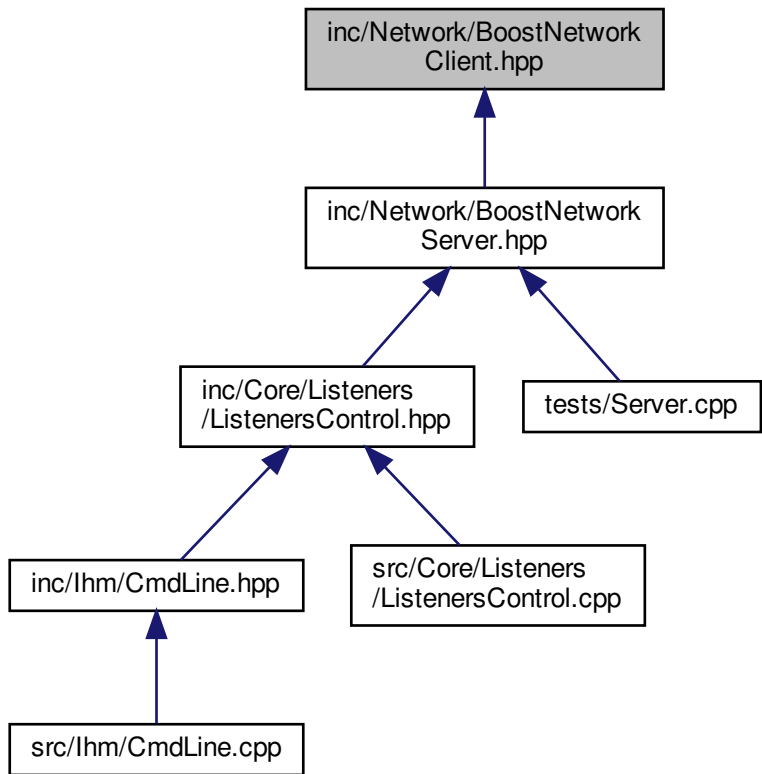 inc/Network/BoostNetwork
Client.hpp
inc/Network/BoostNetwork
Server.hpp
inc/Core/Listeners
/ListenersControl.hpp
tests/Server.cpp
inc/Ihm/CmdLine.hpp
src/Core/Listeners
/ListenersControl.cpp
src/Ihm/CmdLine.cpp